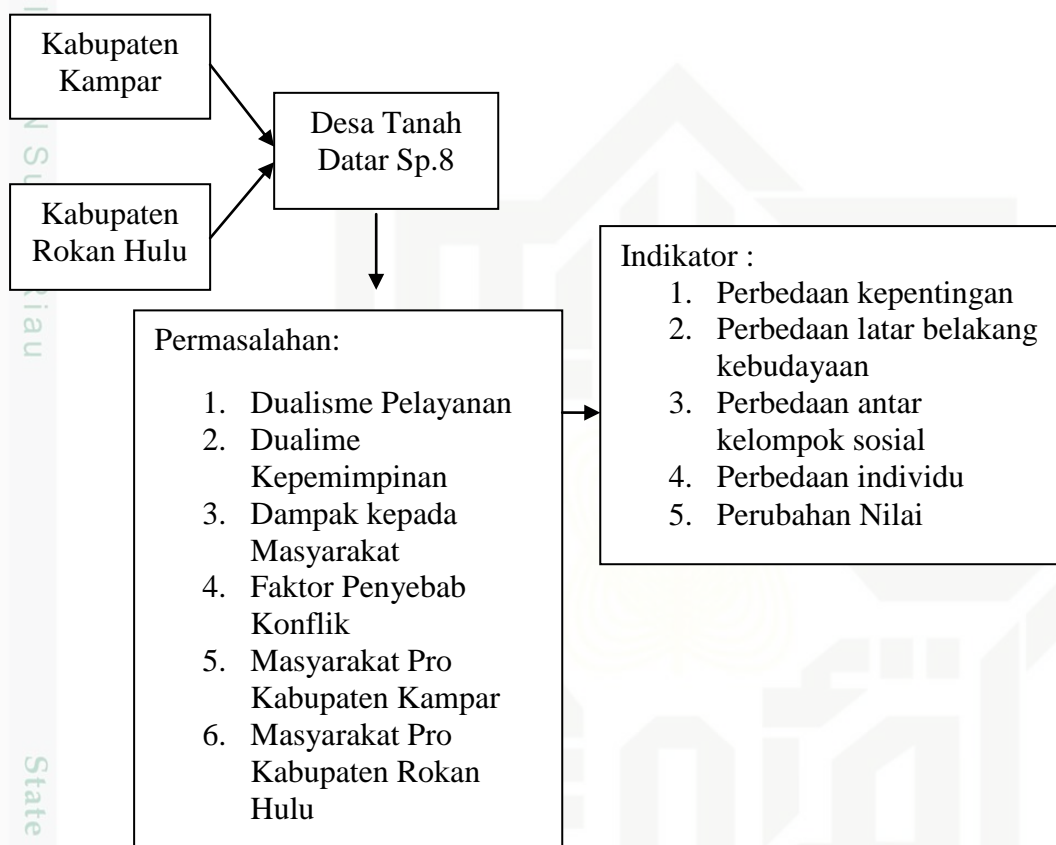 Kabupaten
Kampar
Kabupaten
Rokan Hulu
Desa Tanah
Datar Sp.8
Permasalahan:
1. Dualisme Pelayanan
2. Dualime
Kepemimpinan
3. Dampak kepada
Masyarakat
4. Faktor Penyebab
Konflik
5. Masyarakat Pro
Kabupaten Kampar
6. Masyarakat Pro
Kabupaten Rokan
Hulu
Indikator :
1. Perbedaan kepentingan
2. Perbedaan latar belakang
kebudayaan
3. Perbedaan antar
kelompok sosial
4. Perbedaan individu
5. Perubahan Nilai
State